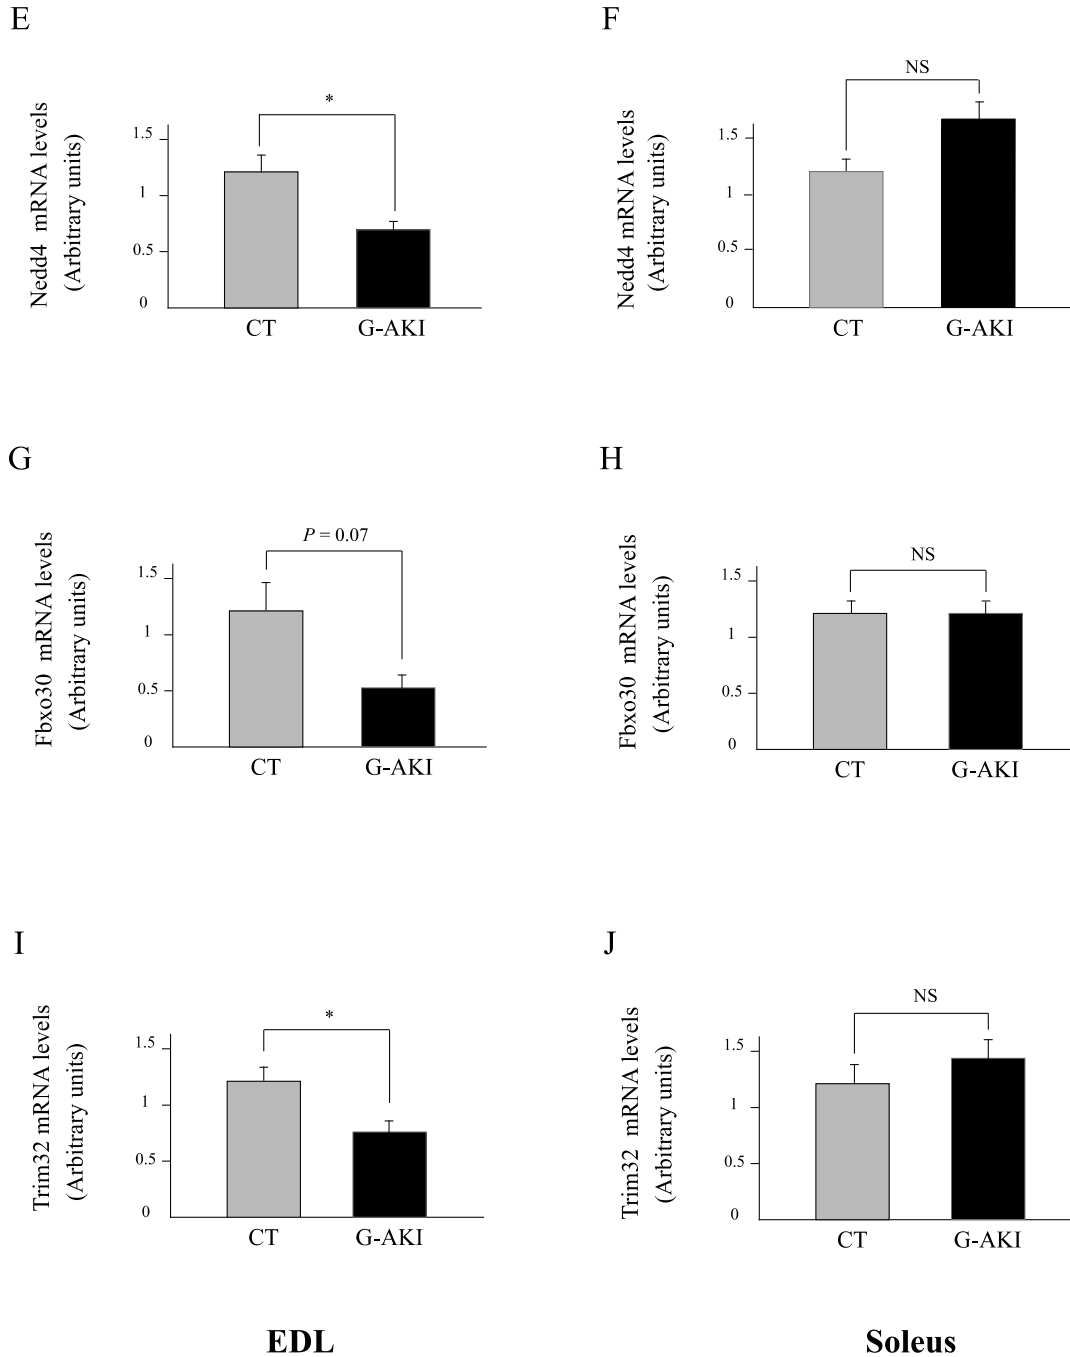 E
Nedd4 mRNA levels
(Arbitrary units)
*
1.5
1
0.5
0
CT
G-AKI
F
Nedd4 mRNA levels
(Arbitrary units)
NS
1.5
1
0.5
0
CT
G-AKI
G
Fbxo30 mRNA levels
(Arbitrary units)
P = 0.07
1.5
1
0.5
0
CT
G-AKI
H
Fbxo30 mRNA levels
(Arbitrary units)
NS
1.5
1
0.5
0
CT
G-AKI
I
Trim32 mRNA levels
(Arbitrary units)
*
1.5
1
0.5
0
CT
G-AKI
J
Trim32 mRNA levels
(Arbitrary units)
NS
1.5
1
0.5
0
CT
G-AKI
EDL
Soleus